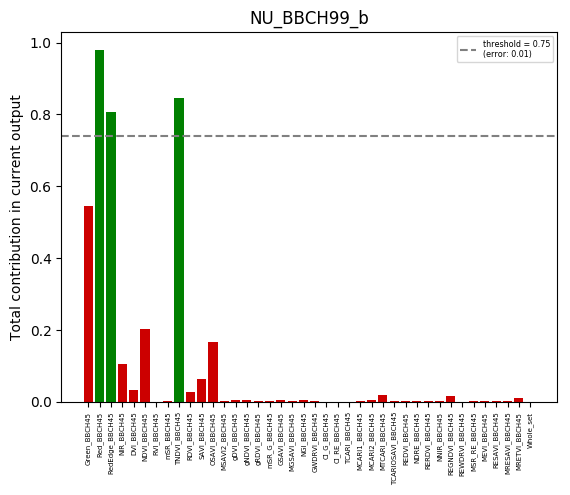 NU_BBCH99_b
threshold = 0.75
(error: 0.01)
Total contribution in current output
1.0
0.8
0.6
0.4
0.2
0.0
Green_BBCH45
Red_BBCH45
RedEdge_BBCH45
NIR_BBCH45
DVI_BBCH45
NDVI_BBCH45
RVI_BBCH45
mSR_BBCH45
TNDVI_BBCH45
RDVI_BBCH45
SAVI_BBCH45
OSAVI_BBCH45
MSAVI2_BBCH45
gDVI_BBCH45
gNDVI_BBCH45
gRDVI_BBCH45
mSR_G_BBCH45
GSAVI_BBCH45
MGSAVI_BBCH45
NGI_BBCH45
GWDRVI_BBCH45
CI_G_BBCH45
CI_RE_BBCH45
TCARI_BBCH45
MCARI1_BBCH45
MCARI2_BBCH45
MTCARI_BBCH45
TCARIOSAVI_BBCH45
REDVI_BBCH45
NDRE_BBCH45
RERDVI_BBCH45
NNIR_BBCH45
REGNDVI_BBCH45
REWDRVI_BBCH45
MSR_RE_BBCH45
MEVI_BBCH45
RESAVI_BBCH45
MRESAVI_BBCH45
MRETVI_BBCH45
Whole_set